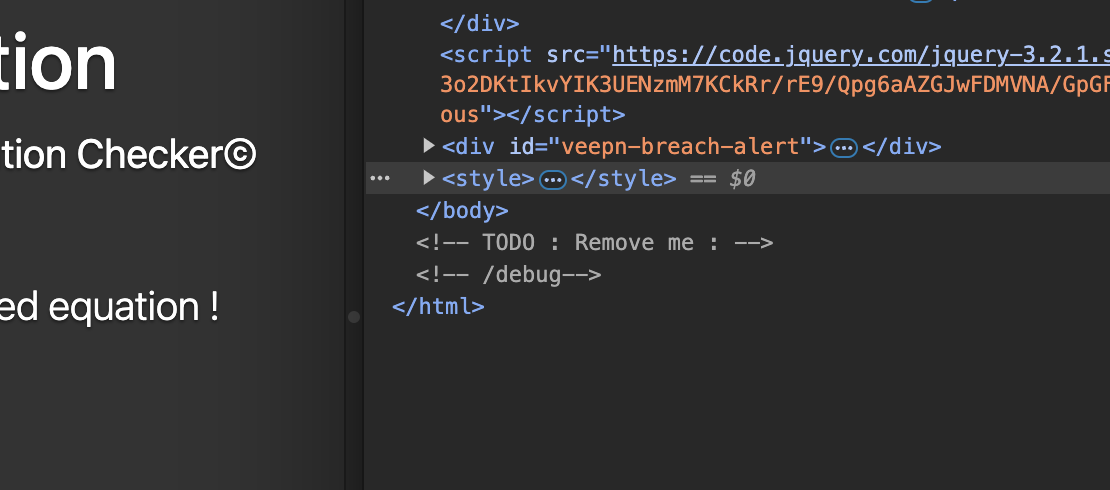 tion
tion Checker©
ed equation !
</div>
<script src="https://code.jquery.com/jquery-3.2.1.s
3o2DKtIkvYIK3UENzmM7KCkRr/rE9/Qpg6aAZGJwFDMVNA/GpGF
ous"></script>
<div id="veepn-breach-alert">…</div>
<style>…</style> == $0
</body>
<!-- TODO : Remove me : -->
<!-- /debug-->
</html>